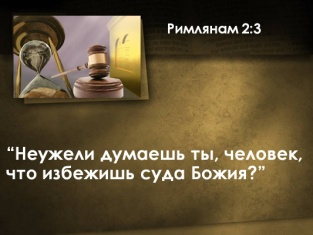 Римлянам 2:3
“Неужели думаешь ты, человек,
что избежишь суда Божия?”